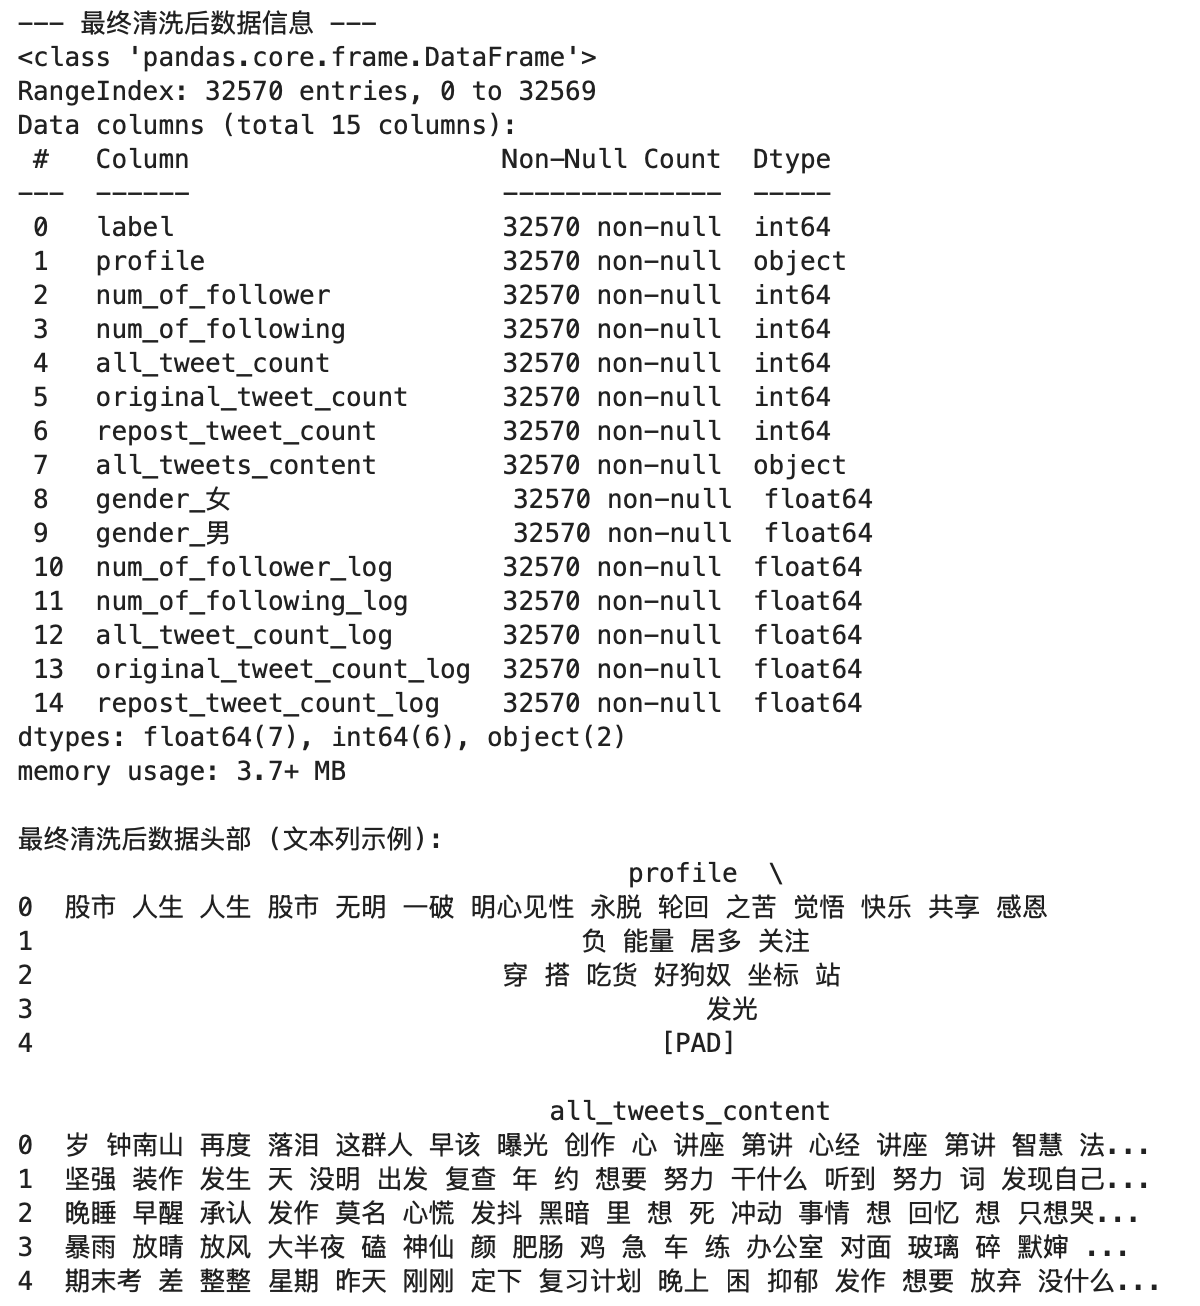 --- 最终清洗后数据信息 ---
<class 'pandas.core.frame.DataFrame'>
RangeIndex: 32570 entries, 0 to 32569
Data columns (total 15 columns):
 #   Column                    Non-Null Count  Dtype
---  ------                    --------------  -----
 0   label                     32570 non-null  int64
 1   profile                   32570 non-null  object
 2   num_of_follower           32570 non-null  int64
 3   num_of_following          32570 non-null  int64
 4   all_tweet_count           32570 non-null  int64
 5   original_tweet_count      32570 non-null  int64
 6   repost_tweet_count        32570 non-null  int64
 7   all_tweets_content        32570 non-null  object
 8   gender_女                  32570 non-null  float64
 9   gender_男                  32570 non-null  float64
 10  num_of_follower_log       32570 non-null  float64
 11  num_of_following_log      32570 non-null  float64
 12  all_tweet_count_log       32570 non-null  float64
 13  original_tweet_count_log  32570 non-null  float64
 14  repost_tweet_count_log    32570 non-null  float64
dtypes: float64(7), int64(6), object(2)
memory usage: 3.7+ MB
最终清洗后数据头部 (文本列示例):
profile  \
0  股市 人生 人生 股市 无明 一破 明心见性 永脱 轮回 之苦 觉悟 快乐 共享 感恩
1  负 能量 居多 关注
2  穿 搭 吃货 好狗奴 坐标 站
3  发光
4  [PAD]
all_tweets_content
0  岁 钟南山 再度 落泪 这群人 早该 曝光 创作 心 讲座 第讲 心经 讲座 第讲 智慧 法...
1  坚强 装作 发生 天 没明 出发 复查 年 约 想要 努力 干什么 听到 努力 词 发现自己...
2  晚睡 早醒 承认 发作 莫名 心慌 发抖 黑暗 里 想 死 冲动 事情 想 回忆 想 只想哭...
3  暴雨 放晴 放风 大半夜 磕 神仙 颜 肥肠 鸡 急 车 练 办公室 对面 玻璃 碎 默婶 ...
4  期末考 差 整整 星期 昨天 刚刚 定下 复习计划 晚上 困 抑郁 发作 想要 放弃 没什么...